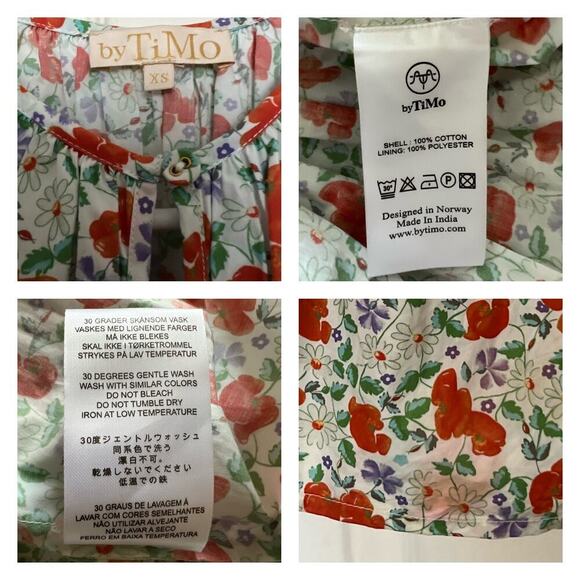 by TiMo
XS
byTiMo
SHELL : 100% COTTON
LINING: 100% POLYESTER
30°
P
Designed in Norway
Made In India
www.bytimo.com
30 GRADER SKÅNSOM VASK
VASKES MED LIGNENDE FARGER
MÅ IKKE BLEKES
SKAL IKKE I TØRKETROMMEL
STRYKES PÅ LAV TEMPERATUR
30 DEGREES GENTLE WASH
WASH WITH SIMILAR COLORS
DO NOT BLEACH
DO NOT TUMBLE DRY
IRON AT LOW TEMPERATURE
30度ジェントルウォッシュ
同系色で洗う
漂白不可。
乾燥しないでください
低温での鉄
30 GRAUS DE LAVAGEM Â
LAVAR COM CORES SEMELHANTES
NÃO UTILIZAR ALVEJANTE
NÃO LAVAR A SECO
FERRO EM BAIXA TEMPERATURA